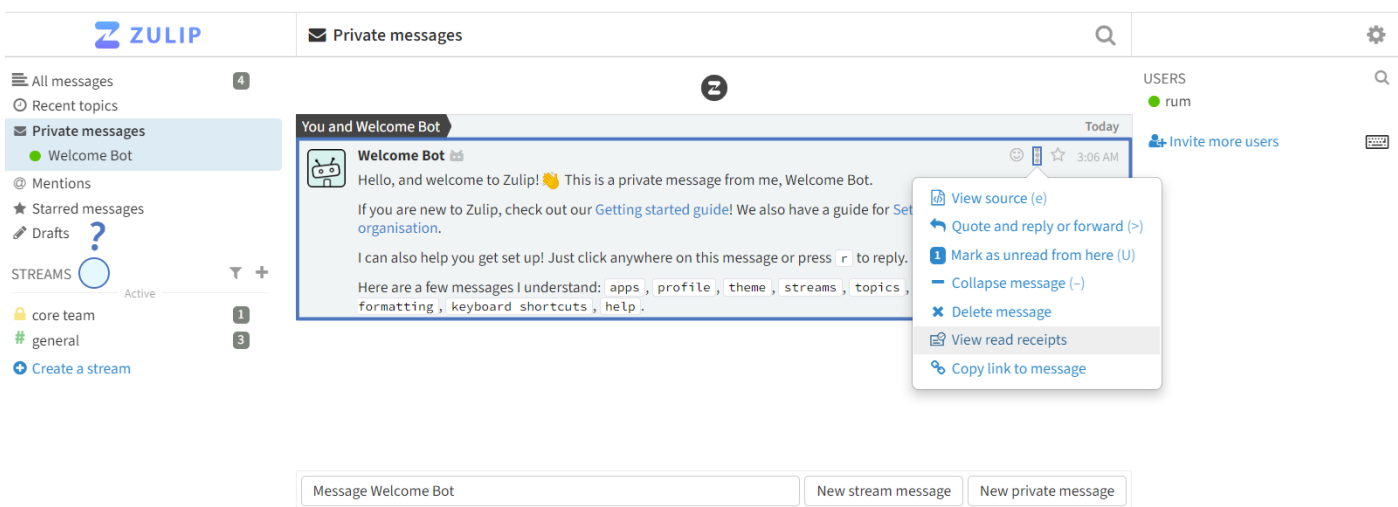 ZULIP
Private messages
All messages 4
Recent topics
Private messages
Welcome Bot
@ Mentions
Starred messages
Drafts
?
STREAMS
Active
core team 1
# general 3
Create a stream
You and Welcome Bot Today
Welcome Bot 3:06 AM
Hello, and welcome to Zulip! This is a private message from me, Welcome Bot.
If you are new to Zulip, check out our Getting started guide! We also have a guide for Set
organisation.
I can also help you get set up! Just click anywhere on this message or press r to reply.
Here are a few messages I understand: apps, profile, theme, streams, topics,
formatting, keyboard shortcuts, help.
View source (e)
Quote and reply or forward (>)
1 Mark as unread from here (U)
Collapse message (–)
Delete message
View read receipts
Copy link to message
Message Welcome Bot
New stream message
New private message
USERS
rum
Invite more users